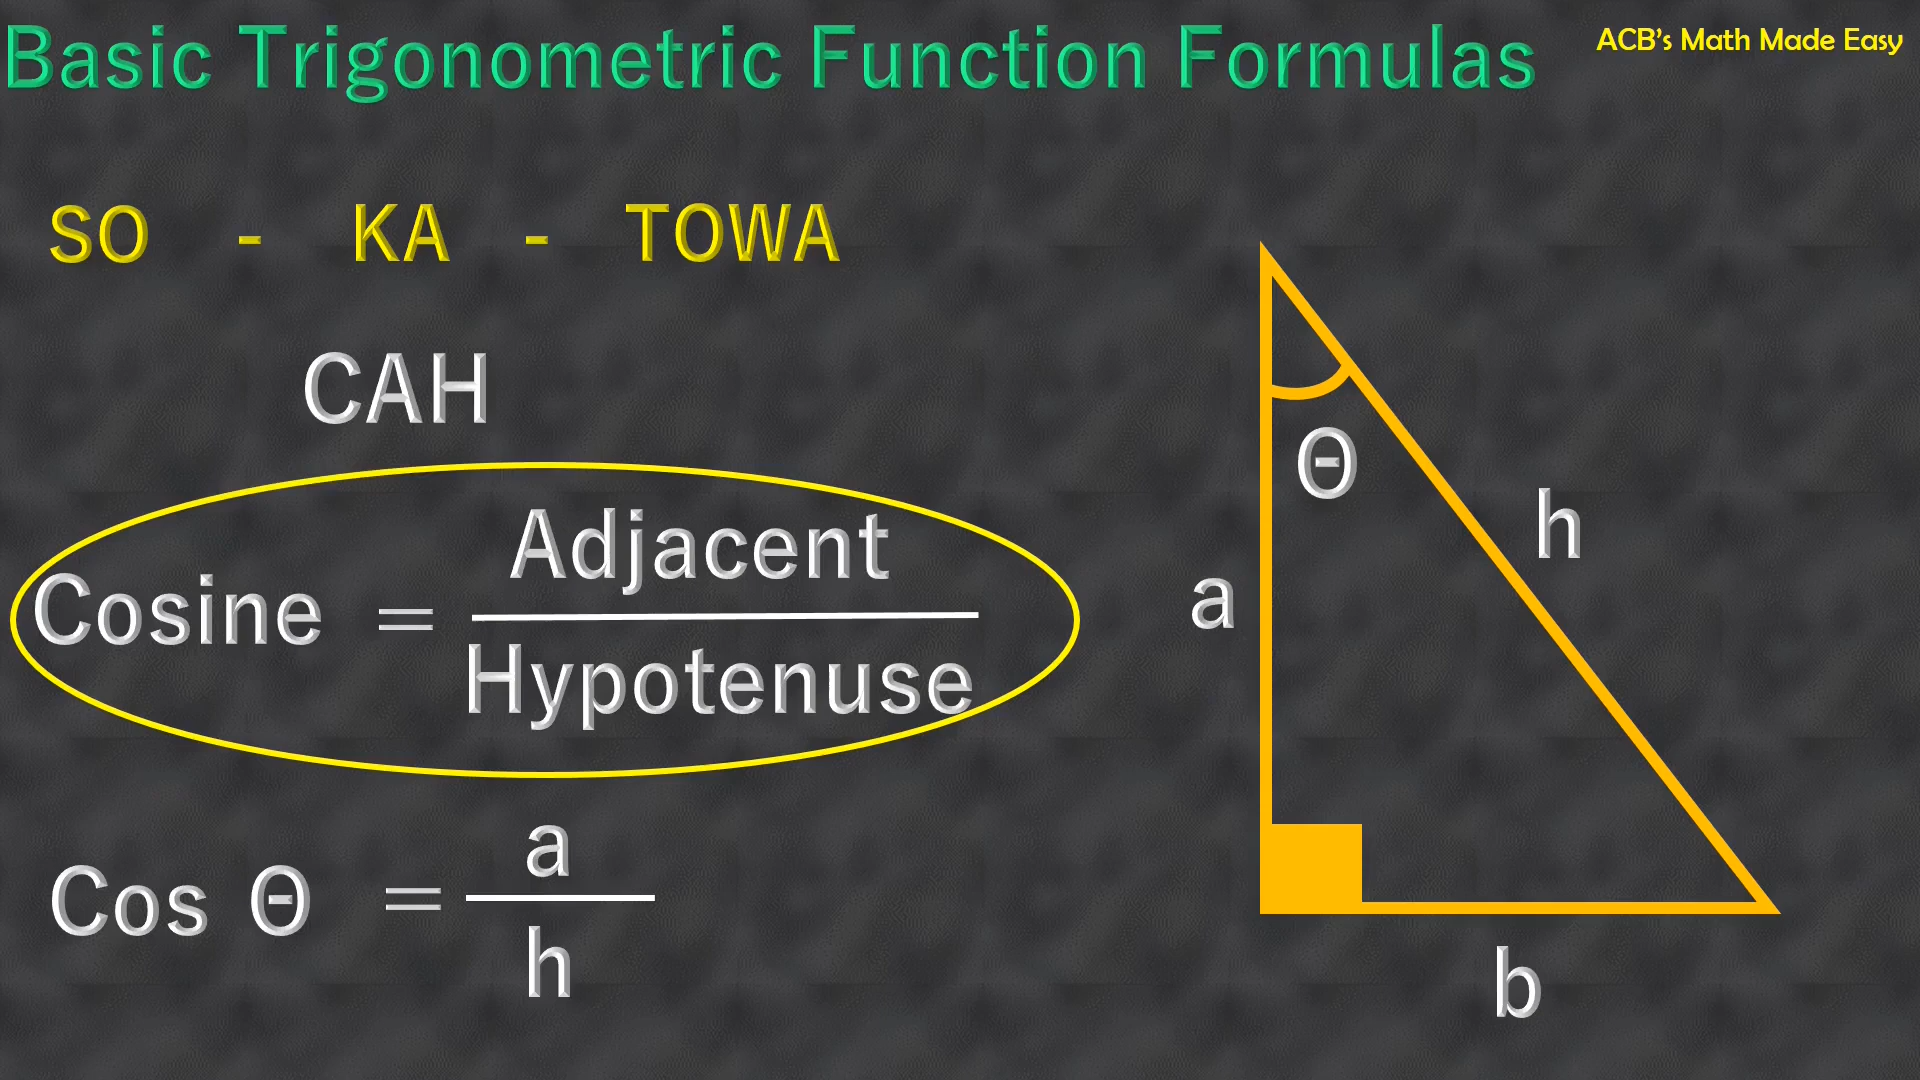 Basic Trigonometric Function Formulas
ACB's Math Made Easy
SO - KA - TOWA
CAH
Cosine = Adjacent
Hypotenuse
Cos Θ = a
h
Θ
h
a
b